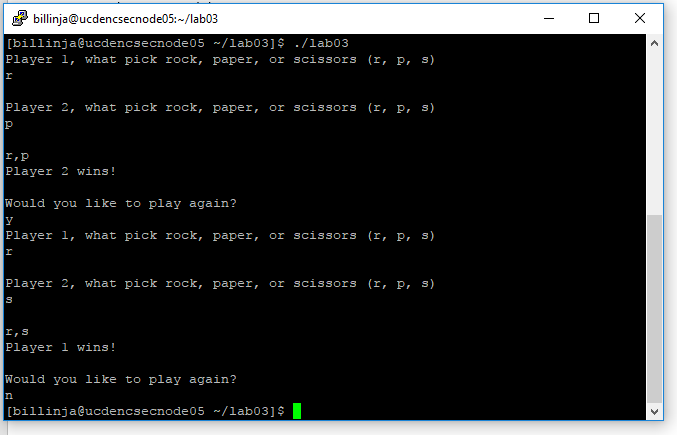 billinja@ucdencsecnode05:~/lab03
[billinja@ucdencsecnode05 ~/lab03]$ ./lab03
Player 1, what pick rock, paper, or scissors (r, p, s)
r
Player 2, what pick rock, paper, or scissors (r, p, s)
p
r,p
Player 2 wins!
Would you like to play again?
y
Player 1, what pick rock, paper, or scissors (r, p, s)
r
Player 2, what pick rock, paper, or scissors (r, p, s)
s
r,s
Player 1 wins!
Would you like to play again?
n
[billinja@ucdencsecnode05 ~/lab03]$